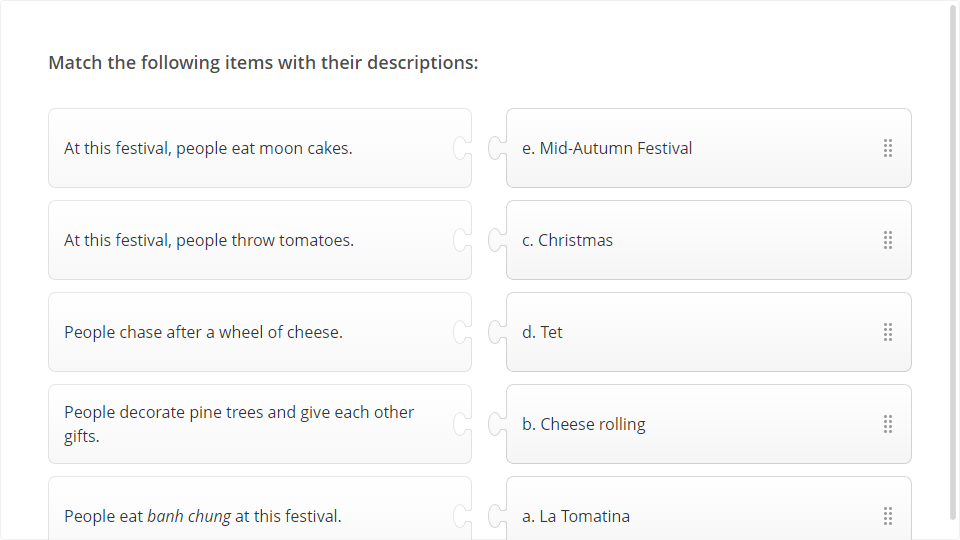 Match the following items with their descriptions:
At this festival, people eat moon cakes.
e. Mid-Autumn Festival
At this festival, people throw tomatoes.
c. Christmas
People chase after a wheel of cheese.
d. Tet
People decorate pine trees and give each other
gifts.
b. Cheese rolling
People eat banh chung at this festival.
a. La Tomatina